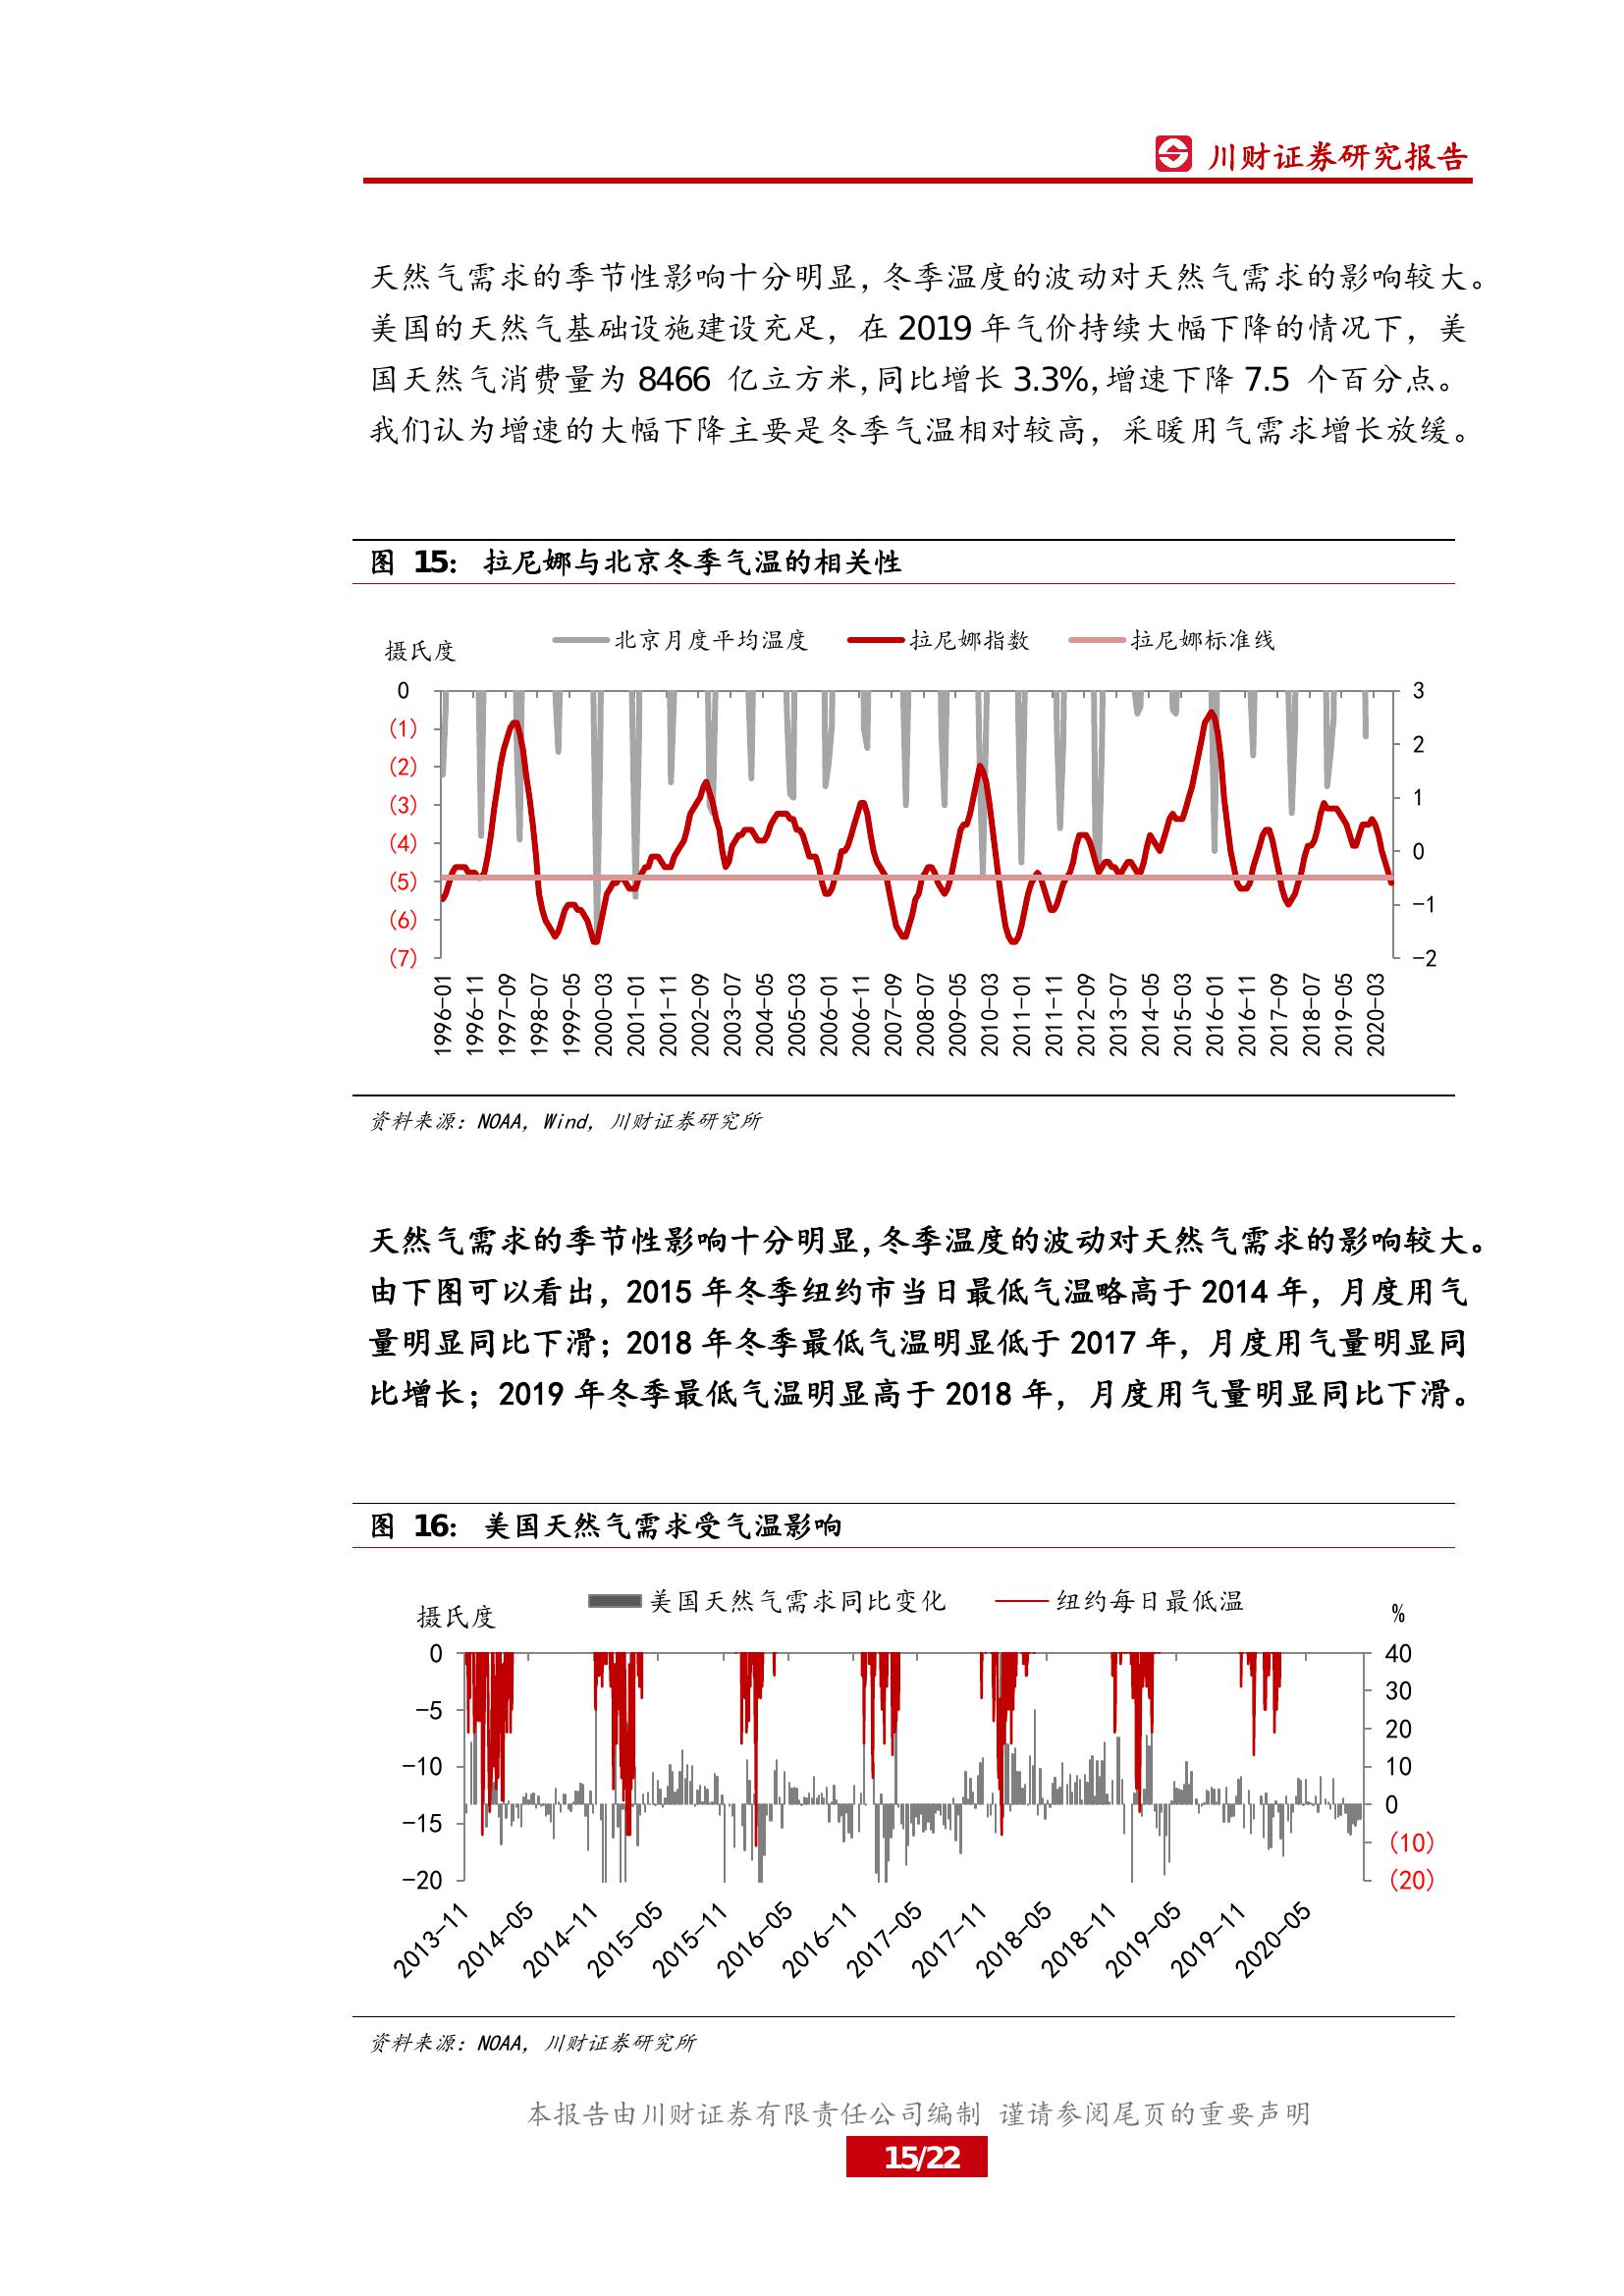 川财证券研究报告
天然气需求的季节性影响十分明显，冬季温度的波动对天然气需求的影响较大。
美国的天然气基础设施建设充足，在 2019 年气价持续大幅下降的情况下，美
国天然气消费量为 8466 亿立方米，同比增长 3.3%，增速下降 7.5 个百分点。
我们认为增速的大幅下降主要是冬季气温相对较高，采暖用气需求增长放缓。
图 15： 拉尼娜与北京冬季气温的相关性
摄氏度
北京月度平均温度 拉尼娜指数 拉尼娜标准线
0
(1)
(2)
(3)
(4)
(5)
(6)
(7)
3
2
1
0
-1
-2
1996-01 1996-11 1997-09 1998-07 1999-05 2000-03 2001-01 2001-11 2002-09 2003-07 2004-05 2005-03 2006-01 2006-11 2007-09 2008-07 2009-05 2010-03 2011-01 2011-11 2012-09 2013-07 2014-05 2015-03 2016-01 2016-11 2017-09 2018-07 2019-05 2020-03
资料来源：NOAA，Wind，川财证券研究所
天然气需求的季节性影响十分明显，冬季温度的波动对天然气需求的影响较大。
由下图可以看出，2015 年冬季纽约市当日最低气温略高于 2014 年，月度用气
量明显同比下滑；2018 年冬季最低气温明显低于 2017 年，月度用气量明显同
比增长；2019 年冬季最低气温明显高于 2018 年，月度用气量明显同比下滑。
图 16： 美国天然气需求受气温影响
摄氏度
美国天然气需求同比变化 纽约每日最低温
%
0
-5
-10
-15
-20
40
30
20
10
0
(10)
(20)
2013-11 2014-05 2014-11 2015-05 2015-11 2016-05 2016-11 2017-05 2017-11 2018-05 2018-11 2019-05 2019-11 2020-05
资料来源：NOAA，川财证券研究所
本报告由川财证券有限责任公司编制 谨请参阅尾页的重要声明
15/22